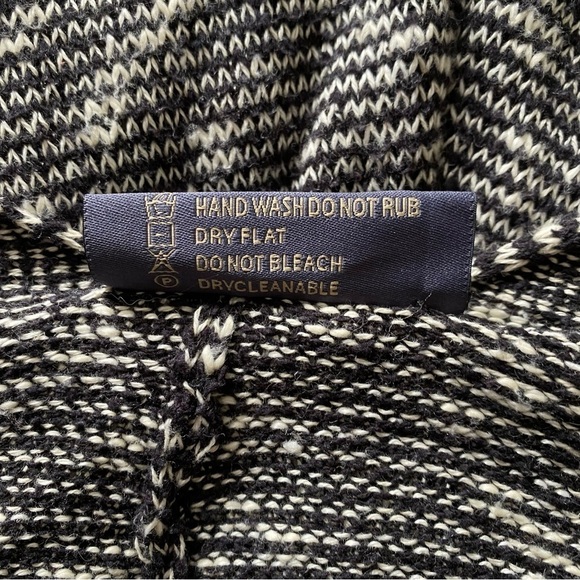 HAND WASH DO NOT RUB
DRY FLAT
DO NOT BLEACH
P DRYCLEANABLE